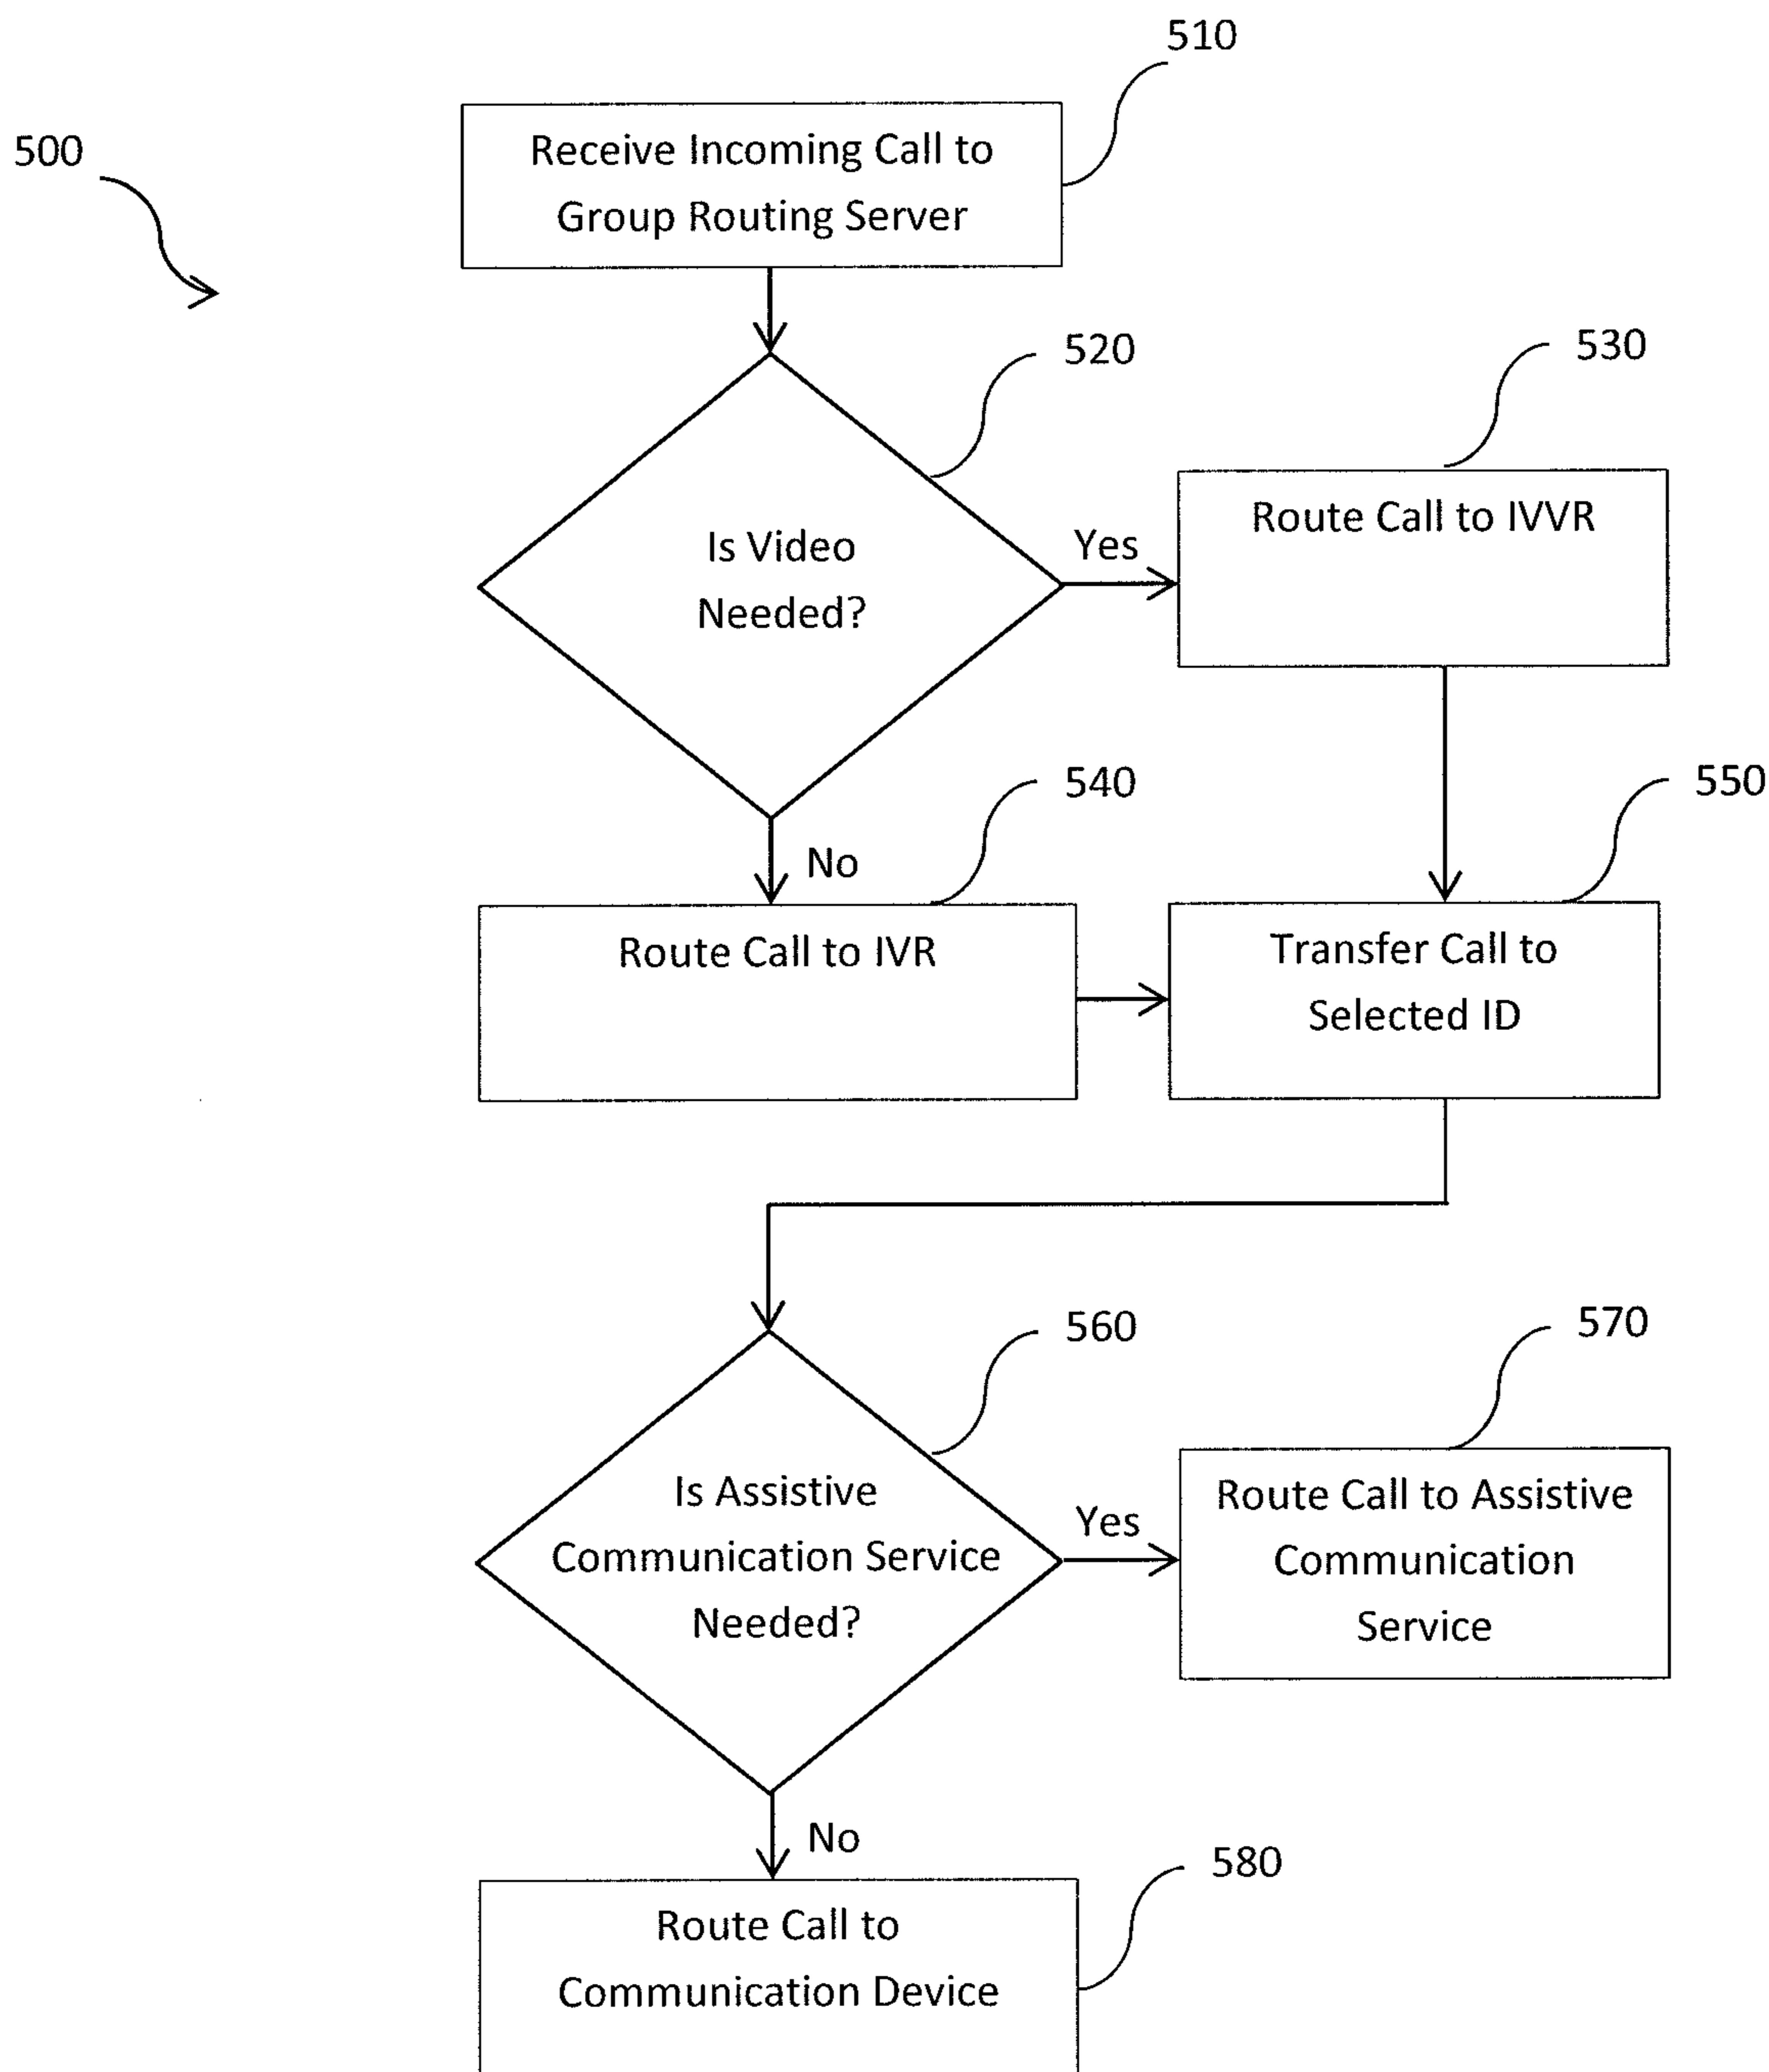 510
500
Receive Incoming Call to
Group Routing Server
520
530
Is Video
Needed?
Yes
Route Call to IVVR
540
550
No
Route Call to IVR
Transfer Call to
Selected ID
560
570
Is Assistive
Communication Service
Needed?
Yes
Route Call to Assistive
Communication
Service
No
580
Route Call to
Communication Device